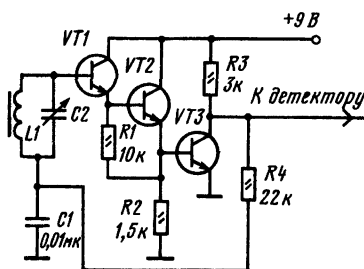 +9 В
VT1
VT2
R3
3к
К детектору
VT3
L1
C2
R1
10к
R4
22к
R2
1,5к
C1
0,01мк